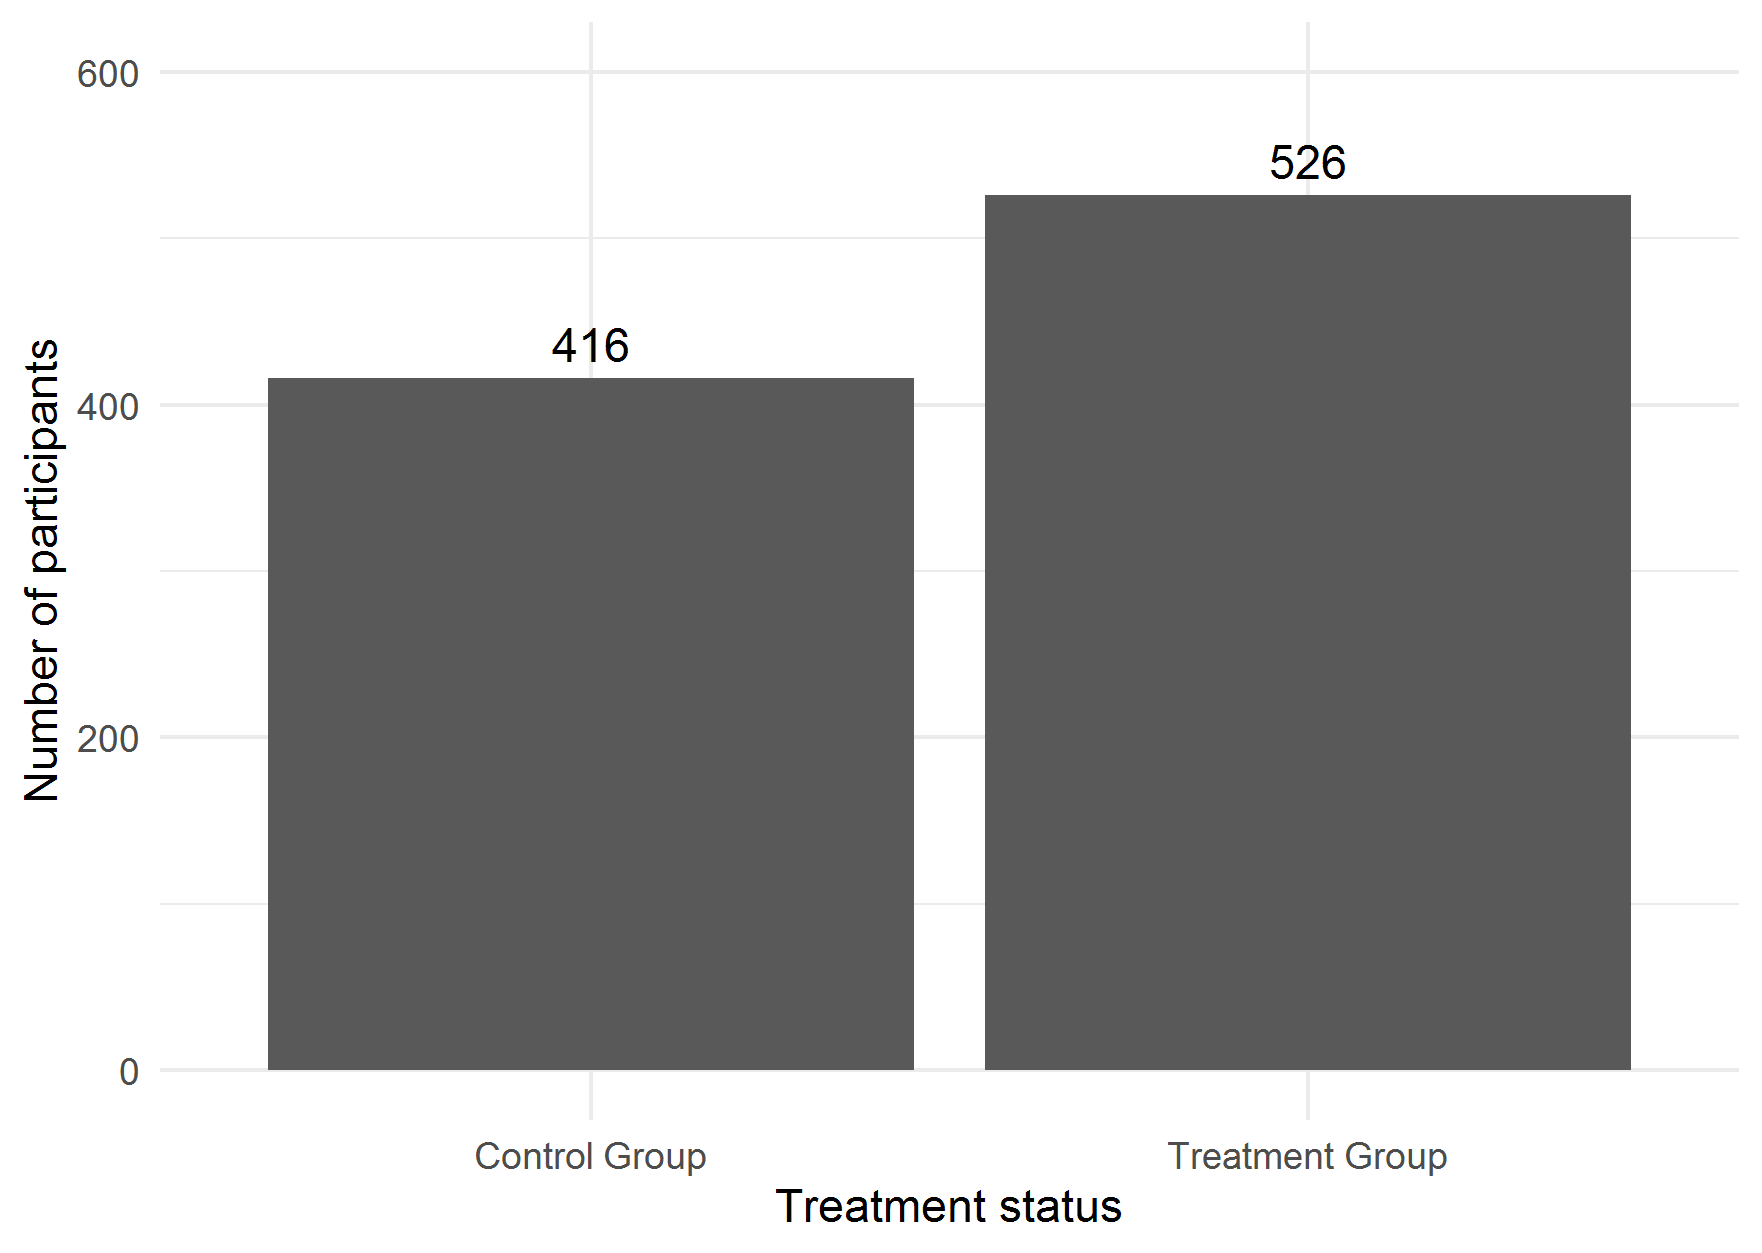 600
526
416
400
200
0
Number of participants
Control Group
Treatment Group
Treatment status